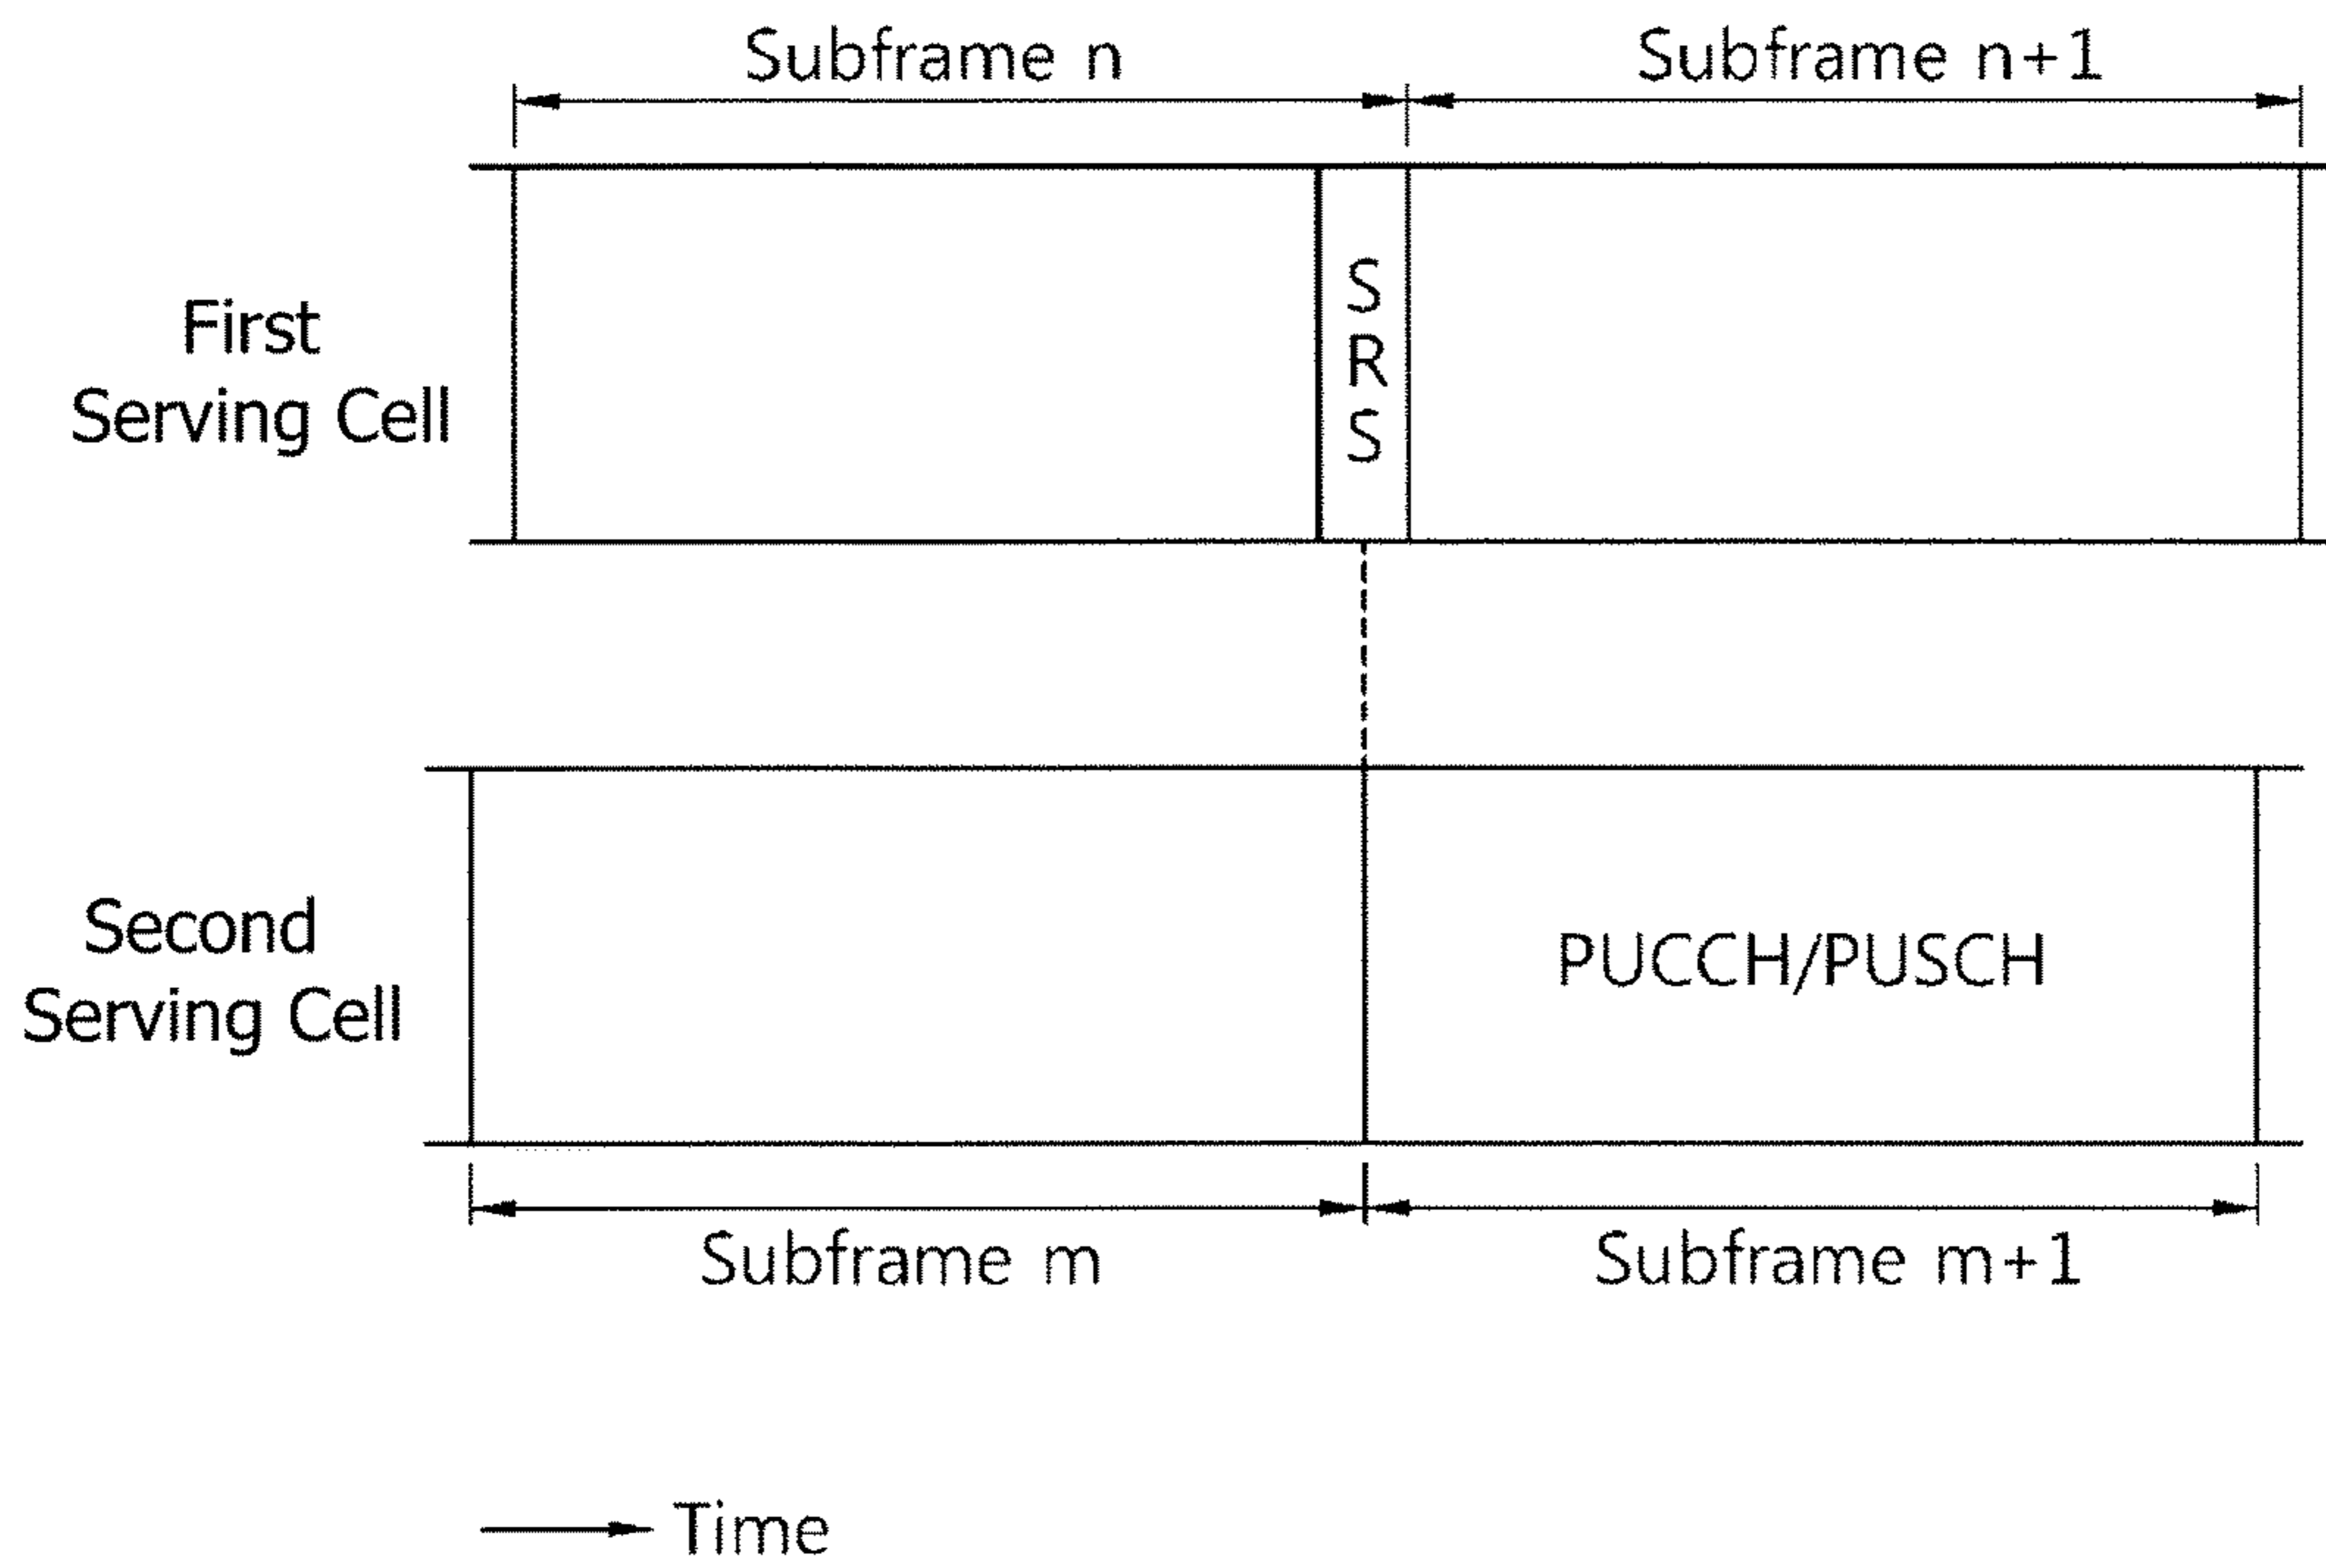 Subframe n
Subframe n+1
First
Serving Cell
S
R
S
Second
Serving Cell
PUCCH/PUSCH
Subframe m
Subframe m+1
Time